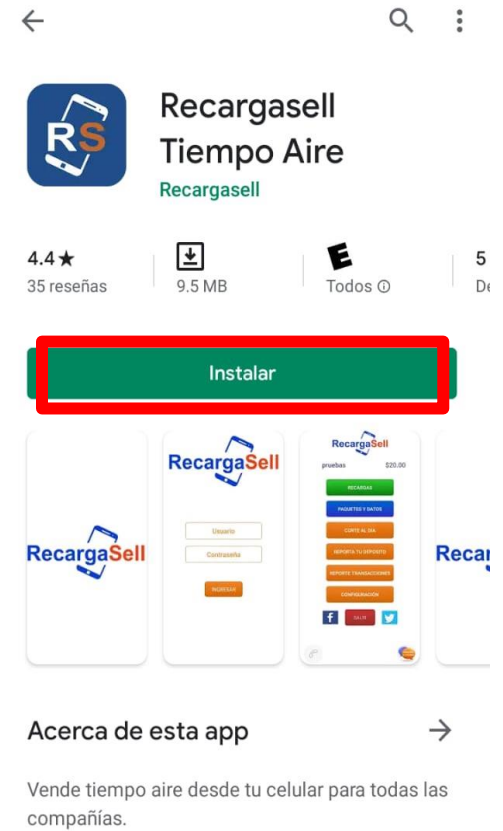 RS
Recargasell
Tiempo Aire
Recargasell
4.4★
35 reseñas
9.5 MB
E
Todos
5
De
Instalar
RecargaSell
RecargaSell
Usuario
Contraseña
INGRESAR
RecargaSell
pruebas $20.00
RECARGAS
PAQUETES Y DATOS
CORTE AL DIA
REPORTA TU DEPOSITO
REPORTE TRANSACCIONES
CONFIGURACIÓN
SALIR
Recar
Acerca de esta app
Vende tiempo aire desde tu celular para todas las
compañías.